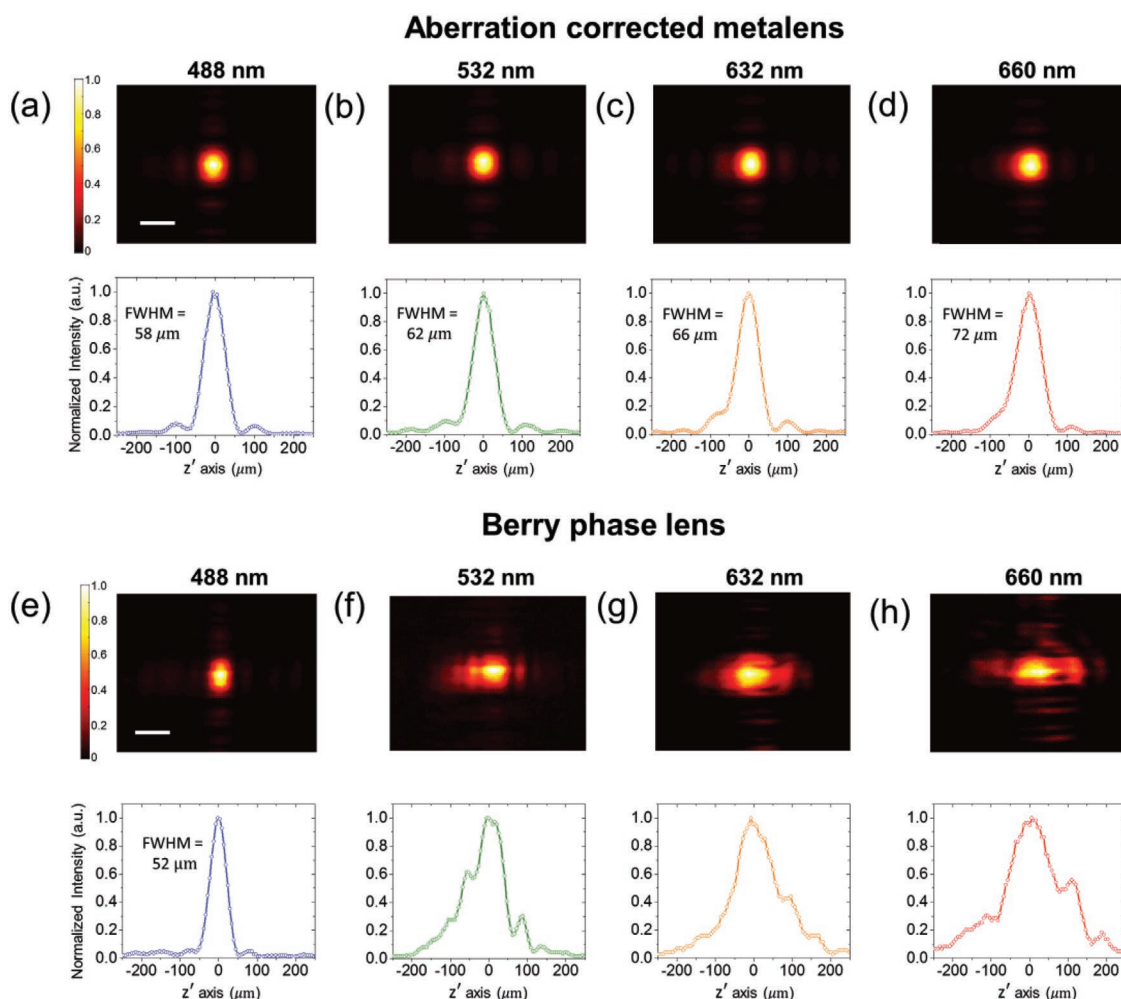 Aberration corrected metalens
488 nm
532 nm
632 nm
660 nm
(a)
(b)
(c)
(d)
1.0
0.8
0.6
0.4
0.2
0
Normalized Intensity (a.u.)
1.0
0.8
0.6
0.4
0.2
0.0
FWHM =
58 μm
-200 -100 0 100 200
z′ axis (μm)
1.0
0.8
0.6
0.4
0.2
0.0
FWHM =
62 μm
-200 -100 0 100 200
z′ axis (μm)
1.0
0.8
0.6
0.4
0.2
0.0
FWHM =
66 μm
-200 -100 0 100 200
z′ axis (μm)
1.0
0.8
0.6
0.4
0.2
0.0
FWHM =
72 μm
-200 -100 0 100 200
z′ axis (μm)
Berry phase lens
488 nm
532 nm
632 nm
660 nm
(e)
(f)
(g)
(h)
1.0
0.8
0.6
0.4
0.2
0
Normalized Intensity (a.u.)
1.0
0.8
0.6
0.4
0.2
0.0
FWHM =
52 μm
-200 -100 0 100 200
z′ axis (μm)
1.0
0.8
0.6
0.4
0.2
0.0
-200 -100 0 100 200
z′ axis (μm)
1.0
0.8
0.6
0.4
0.2
0.0
-200 -100 0 100 200
z′ axis (μm)
1.0
0.8
0.6
0.4
0.2
0.0
-200 -100 0 100 200
z′ axis (μm)